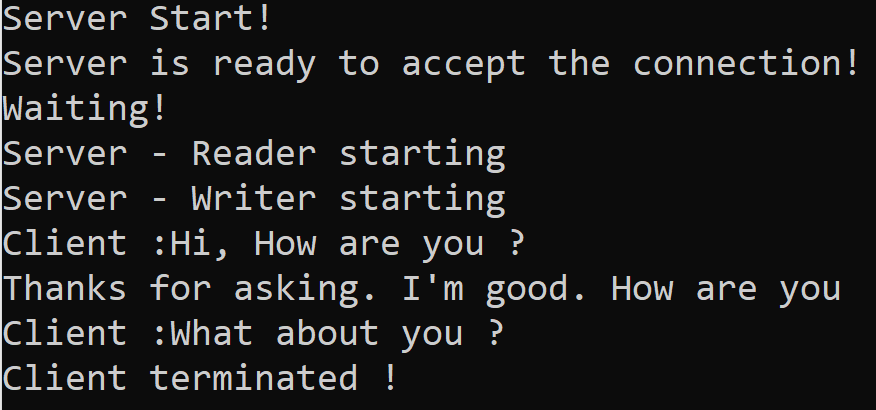 Server Start!
Server is ready to accept the connection!
Waiting!
Server - Reader starting
Server - Writer starting
Client :Hi, How are you ?
Thanks for asking. I'm good. How are you
Client :What about you ?
Client terminated !